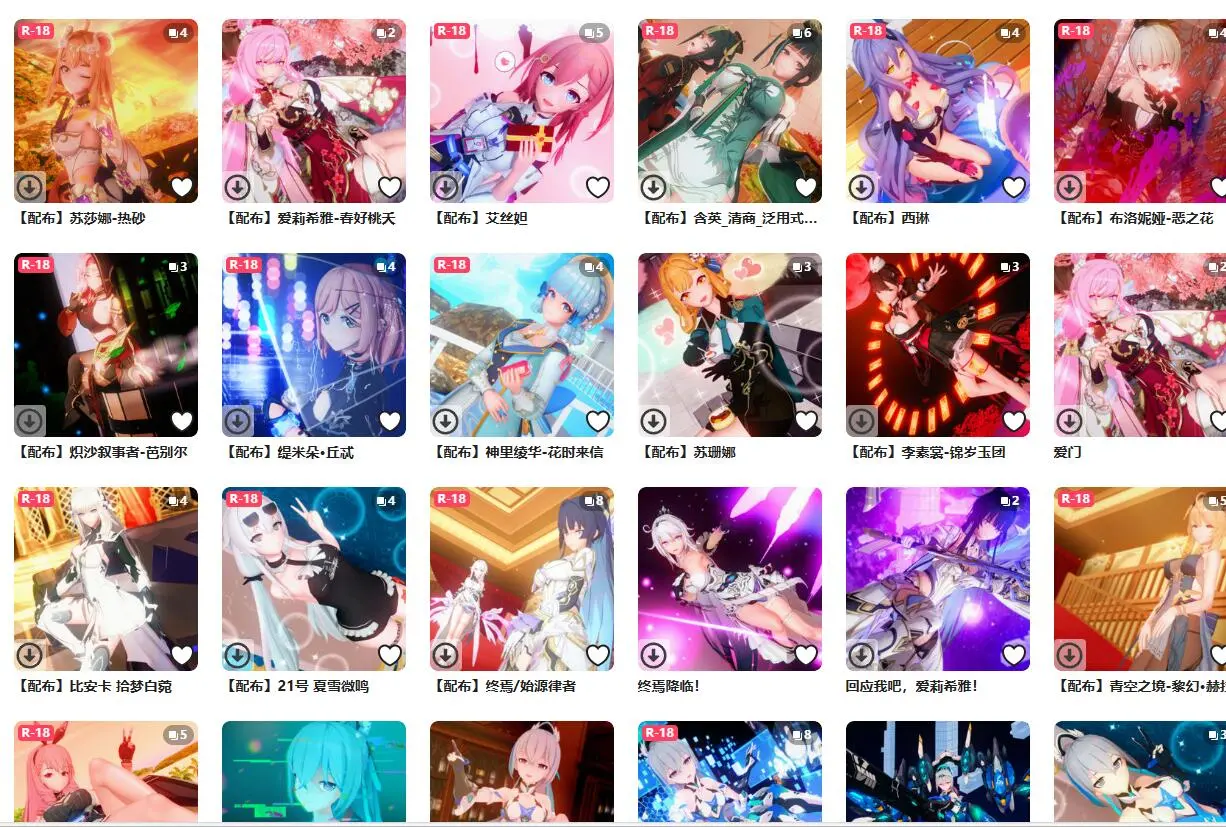 R-18 4
R-18 2
R-18 5
R-18 6
R-18 4
R-18 4
【配布】苏莎娜-热砂
【配布】爱莉希雅-春好桃夭
【配布】艾丝妲
【配布】含英_清商_泛用式...
【配布】西琳
【配布】布洛妮娅-恶之花
R-18 3
R-18 4
R-18 4
3
3
2
【配布】炽沙叙事者-芭别尔
【配布】缇米朵•丘忒
【配布】神里绫华-花时来信
【配布】苏珊娜
【配布】李素裳-锦岁玉团
爱门
R-18 4
R-18 4
R-18 8
2
R-18 5
【配布】比安卡 拾梦白菀
【配布】21号 夏雪微鸣
【配布】终焉/始源律者
终焉降临！
回应我吧，爱莉希雅！
【配布】青空之境-黎幻•赫
R-18 5
R-18 8
3